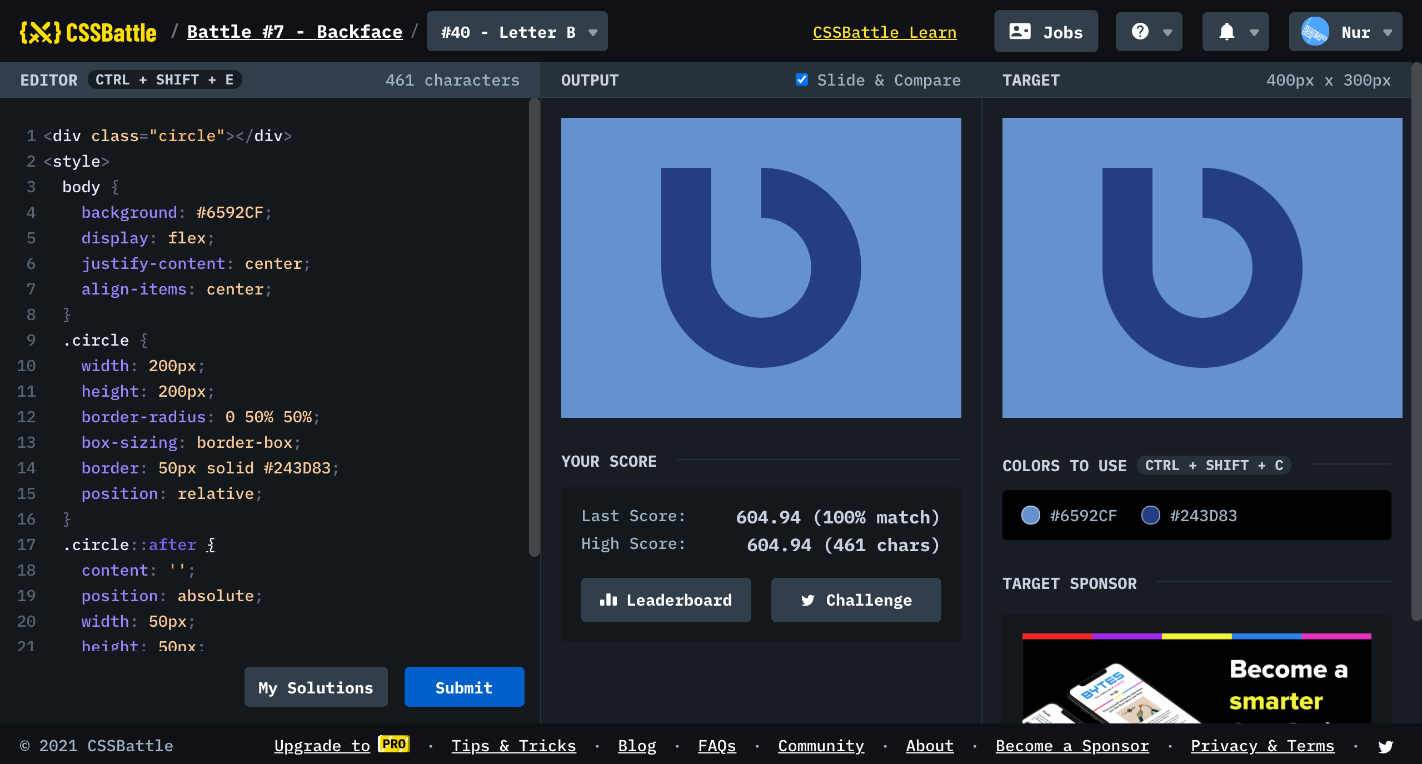 {X} CSSBattle / Battle #7 - Backface / #40 - Letter B CSSBattle Learn Jobs Nur
EDITOR CTRL + SHIFT + E 461 characters
1 <div class="circle"></div>
2 <style>
3 body {
4 background: #6592CF;
5 display: flex;
6 justify-content: center;
7 align-items: center;
8 }
9 .circle {
10 width: 200px;
11 height: 200px;
12 border-radius: 0 50% 50%;
13 box-sizing: border-box;
14 border: 50px solid #243D83;
15 position: relative;
16 }
17 .circle::after {
18 content: '';
19 position: absolute;
20 width: 50px;
21 height: 50px;
My Solutions Submit
OUTPUT Slide & Compare
YOUR SCORE
Last Score: 604.94 (100% match)
High Score: 604.94 (461 chars)
Leaderboard Challenge
TARGET 400px x 300px
COLORS TO USE CTRL + SHIFT + C
#6592CF #243D83
TARGET SPONSOR
BYTES
Become a
smarter
© 2021 CSSBattle Upgrade to PRO · Tips & Tricks · Blog · FAQs · Community · About · Become a Sponsor · Privacy & Terms ·